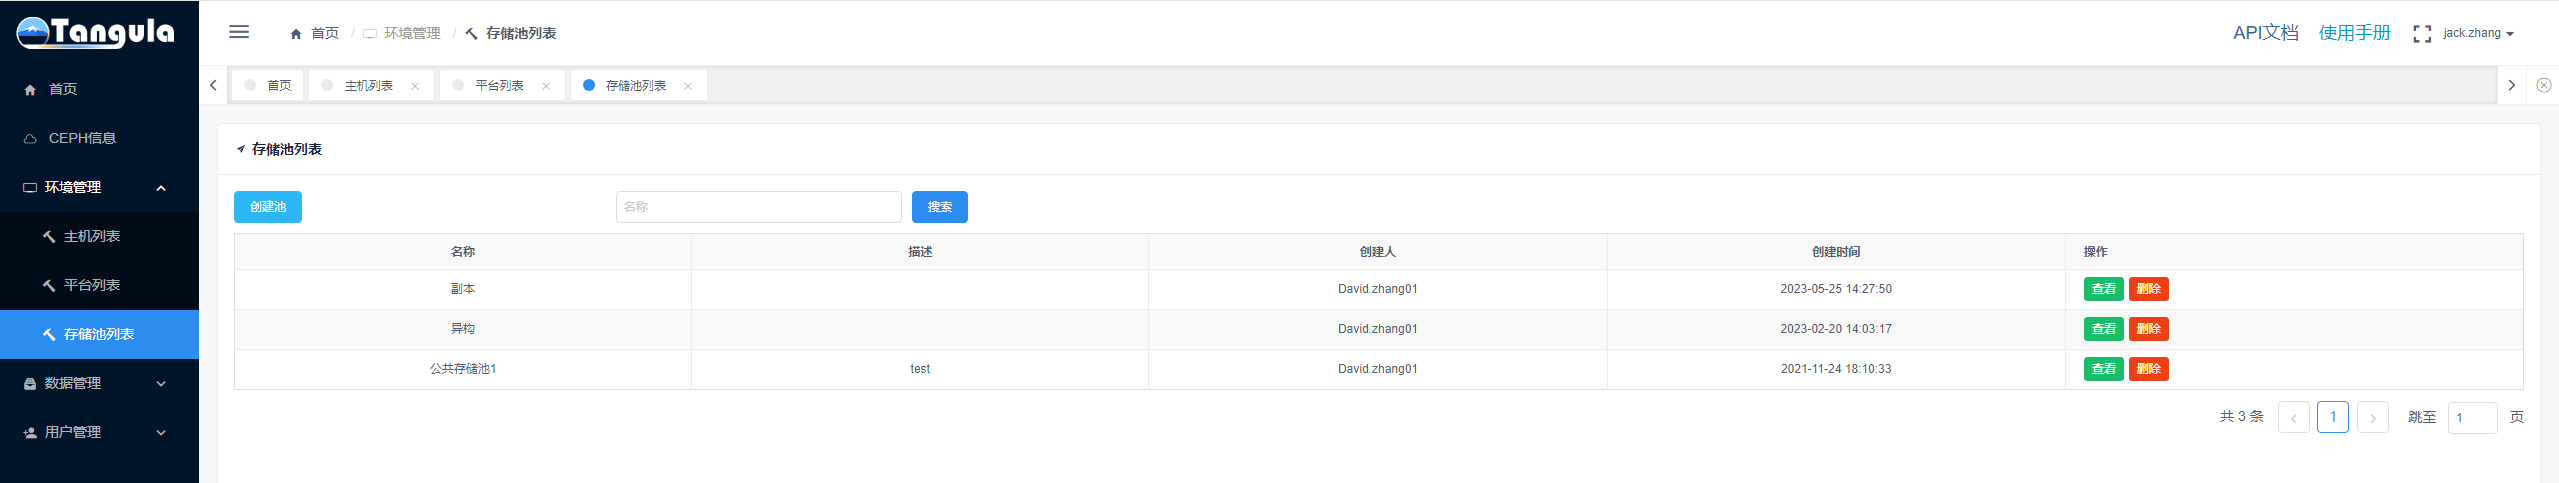 Tangula
首页 / 环境管理 / 存储池列表
API文档 使用手册 jack.zhang
首页 主机列表 平台列表 存储池列表
首页
CEPH信息
环境管理
主机列表
平台列表
存储池列表
数据管理
用户管理
存储池列表
创建池 名称 搜索
名称 描述 创建人 创建时间 操作
副本 David.zhang01 2023-05-25 14:27:50 查看 删除
异构 David.zhang01 2023-02-20 14:03:17 查看 删除
公共存储池1 test David.zhang01 2021-11-24 18:10:33 查看 删除
共 3 条 1 跳至 1 页